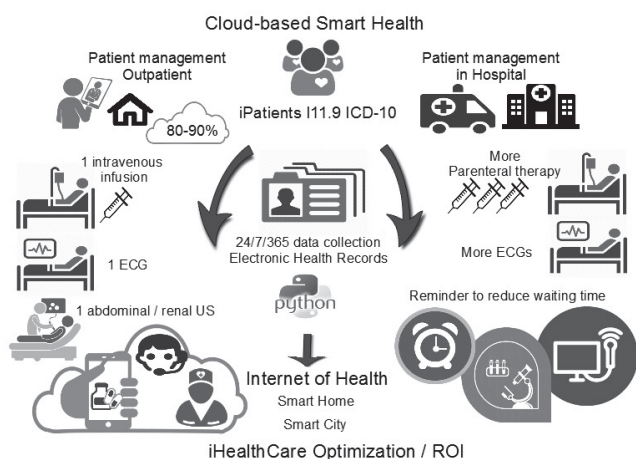 Cloud-based Smart Health
Patient management
Outpatient
80-90%
iPatients I11.9 ICD-10
Patient management
in Hospital
1 intravenous
infusion
1 ECG
1 abdominal / renal US
24/7/365 data collection
Electronic Health Records
python
More
Parenteral therapy
More ECGs
Reminder to reduce waiting time
Internet of Health
Smart Home
Smart City
iHealthCare Optimization / ROI